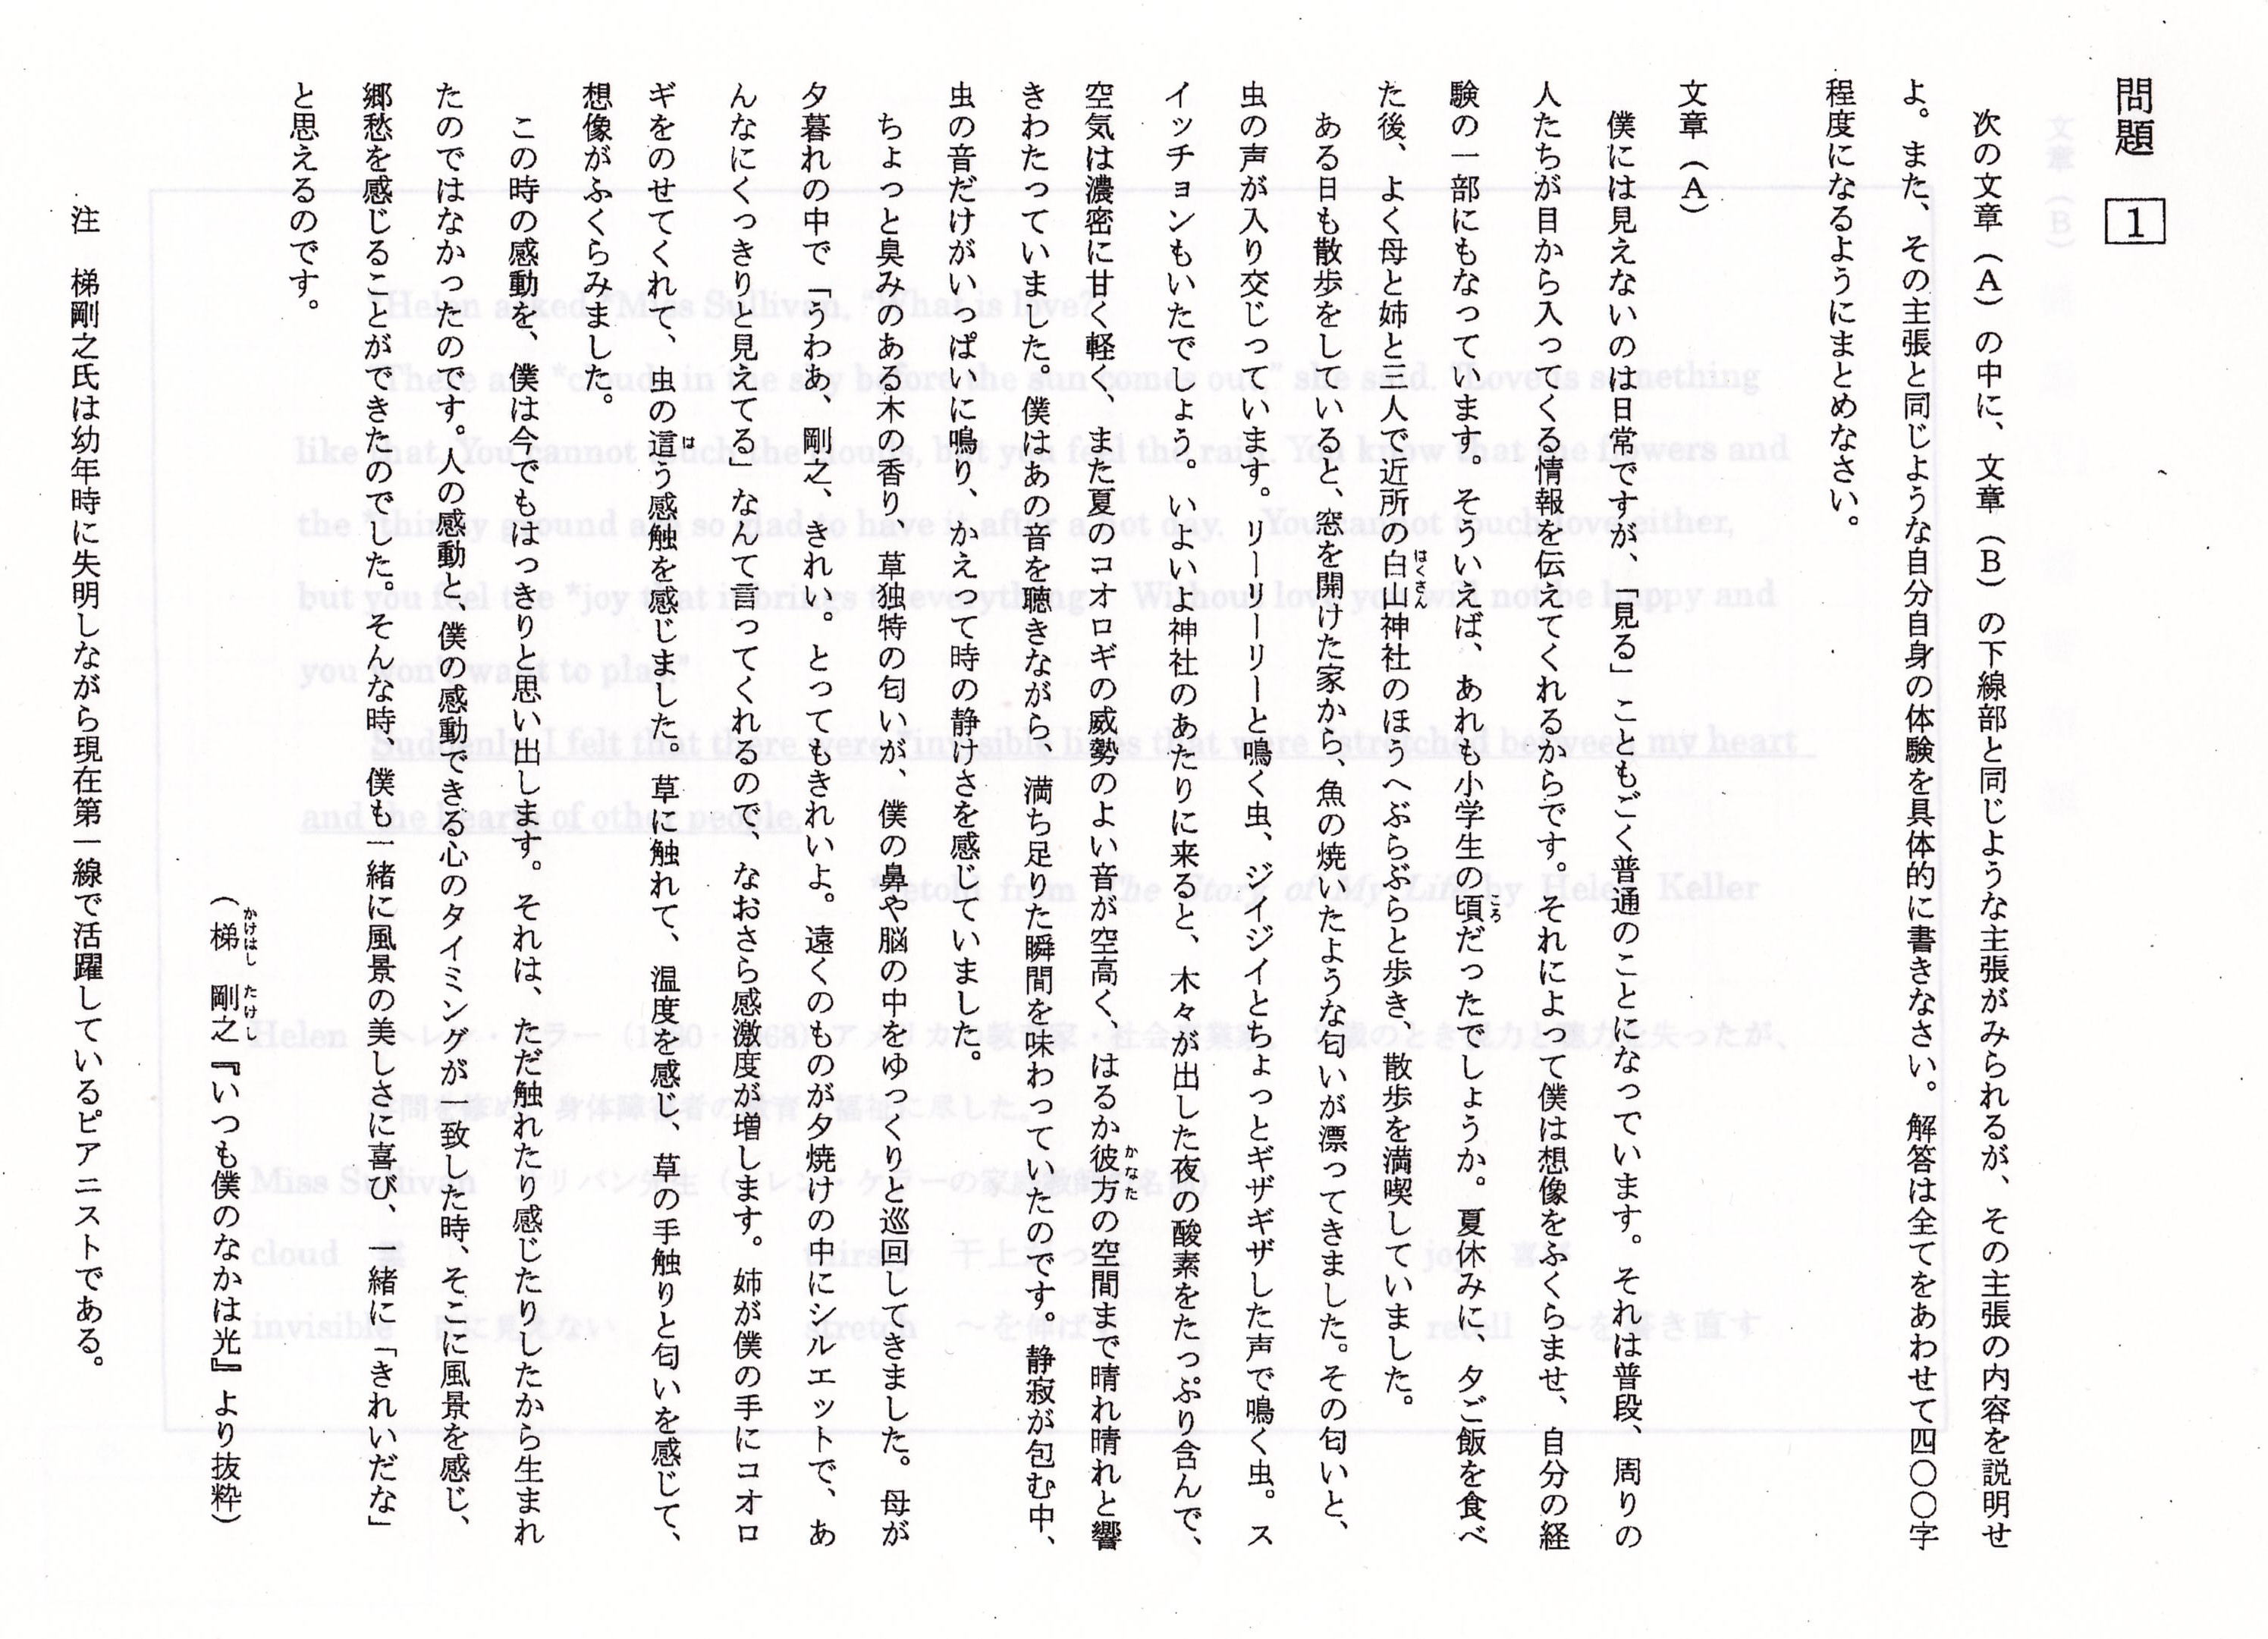 問題 1
次の文章（A）の中に、文章（B）の下線部と同じような主張がみられるが、その主張の内容を説明せ
よ。また、その主張と同じような自分自身の体験を具体的に書きなさい。解答は全てをあわせて四〇〇字
程度になるようにまとめなさい。
文章（A）
僕には見えないのは日常ですが、「見る」こともごく普通のことになっています。それは普段、周りの
人たちが目から入ってくる情報を伝えてくれるからです。それによって僕は想像をふくらませ、自分の経
験の一部にもなっています。そういえば、あれも小学生の頃だったでしょうか。夏休みに、夕ご飯を食べ
た後、よく母と姉と三人で近所の白山神社のほうへぶらぶらと歩き、散歩を満喫していました。
ある日も散歩をしていると、窓を開けた家から、魚の焼いたような匂いが漂ってきました。その匂いと、
虫の声が入り交じっています。リーリーリーと鳴く虫、ジイジイとちょっとギザギザした声で鳴く虫。ス
イッチョンもいたでしょう。いよいよ神社のあたりに来ると、木々が出した夜の酸素をたっぷり含んで、
空気は濃密に甘く軽く、また夏のコオロギの威勢のよい音が空高く、はるか彼方の空間まで晴れ晴れと響
きわたっていました。僕はあの音を聴きながら、満ち足りた瞬間を味わっていたのです。静寂が包む中、
虫の音だけがいっぱいに鳴り、かえって時の静けさを感じていました。
ちょっと臭みのある木の香り、草独特の匂いが、僕の鼻や脳の中をゆっくりと巡回してきました。母が
夕暮れの中で「うわあ、剛之、きれい。とってもきれいよ。遠くのものが夕焼けの中にシルエットで、あ
んなにくっきりと見えてる」なんて言ってくれるので、なおさら感激度が増します。姉が僕の手にコオロ
ギをのせてくれて、虫の這う感触を感じました。草に触れて、温度を感じ、草の手触りと匂いを感じて、
想像がふくらみました。
この時の感動を、僕は今でもはっきりと思い出します。それは、ただ触れたり感じたりしたから生まれ
たのではなかったのです。人の感動と、僕の感動できる心のタイミングが一致した時、そこに風景を感じ、
郷愁を感じることができたのでした。そんな時、僕も一緒に風景の美しさに喜び、一緒に「きれいだな」
と思えるのです。
（梯 剛之『いつも僕のなかは光』より抜粋）
注 梯剛之氏は幼年時に失明しながら現在第一線で活躍しているピアニストである。